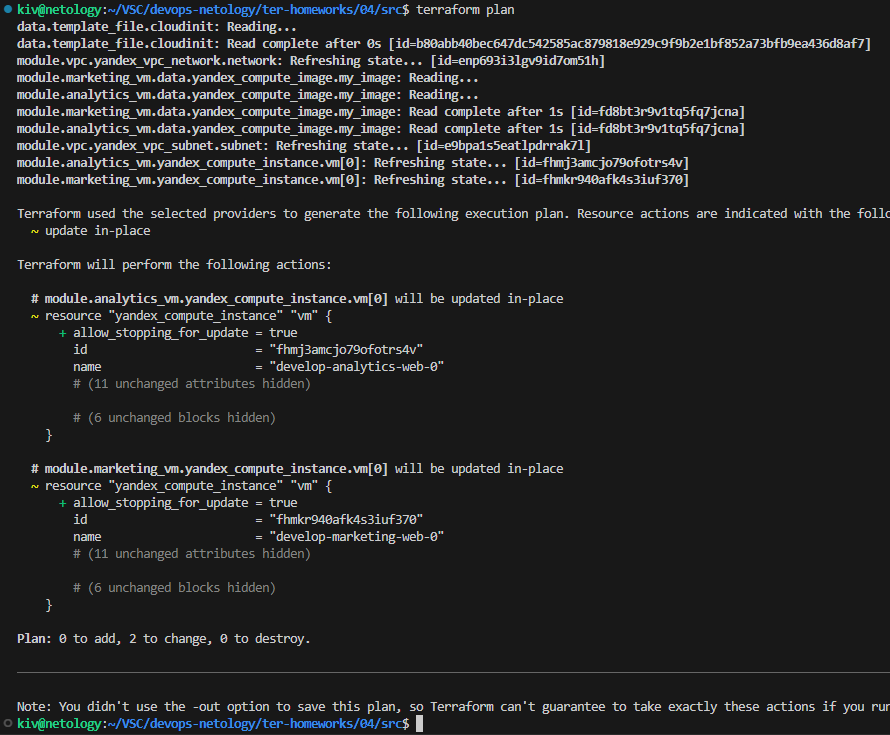 kiv@netology:~/VSC/devops-netology/ter-homeworks/04/src$ terraform plan
data.template_file.cloudinit: Reading...
data.template_file.cloudinit: Read complete after 0s [id=b80abb40bec647dc542585ac879818e929c9f9b2e1bf852a73bfb9ea436d8af7]
module.vpc.yandex_vpc_network.network: Refreshing state... [id=enp693i3lgv9id7om51h]
module.marketing_vm.data.yandex_compute_image.my_image: Reading...
module.analytics_vm.data.yandex_compute_image.my_image: Reading...
module.marketing_vm.data.yandex_compute_image.my_image: Read complete after 1s [id=fd8bt3r9v1tq5fq7jcna]
module.analytics_vm.data.yandex_compute_image.my_image: Read complete after 1s [id=fd8bt3r9v1tq5fq7jcna]
module.vpc.yandex_vpc_subnet.subnet: Refreshing state... [id=e9bpa1s5eatlpdrrak7l]
module.analytics_vm.yandex_compute_instance.vm[0]: Refreshing state... [id=fhmj3amcjo79ofotrs4v]
module.marketing_vm.yandex_compute_instance.vm[0]: Refreshing state... [id=fhmkr940afk4s3iuf370]
Terraform used the selected providers to generate the following execution plan. Resource actions are indicated with the follo
~ update in-place
Terraform will perform the following actions:
# module.analytics_vm.yandex_compute_instance.vm[0] will be updated in-place
~ resource "yandex_compute_instance" "vm" {
+ allow_stopping_for_update = true
id = "fhmj3amcjo79ofotrs4v"
name = "develop-analytics-web-0"
# (11 unchanged attributes hidden)
# (6 unchanged blocks hidden)
}
# module.marketing_vm.yandex_compute_instance.vm[0] will be updated in-place
~ resource "yandex_compute_instance" "vm" {
+ allow_stopping_for_update = true
id = "fhmkr940afk4s3iuf370"
name = "develop-marketing-web-0"
# (11 unchanged attributes hidden)
# (6 unchanged blocks hidden)
}
Plan: 0 to add, 2 to change, 0 to destroy.
Note: You didn't use the -out option to save this plan, so Terraform can't guarantee to take exactly these actions if you run
kiv@netology:~/VSC/devops-netology/ter-homeworks/04/src$